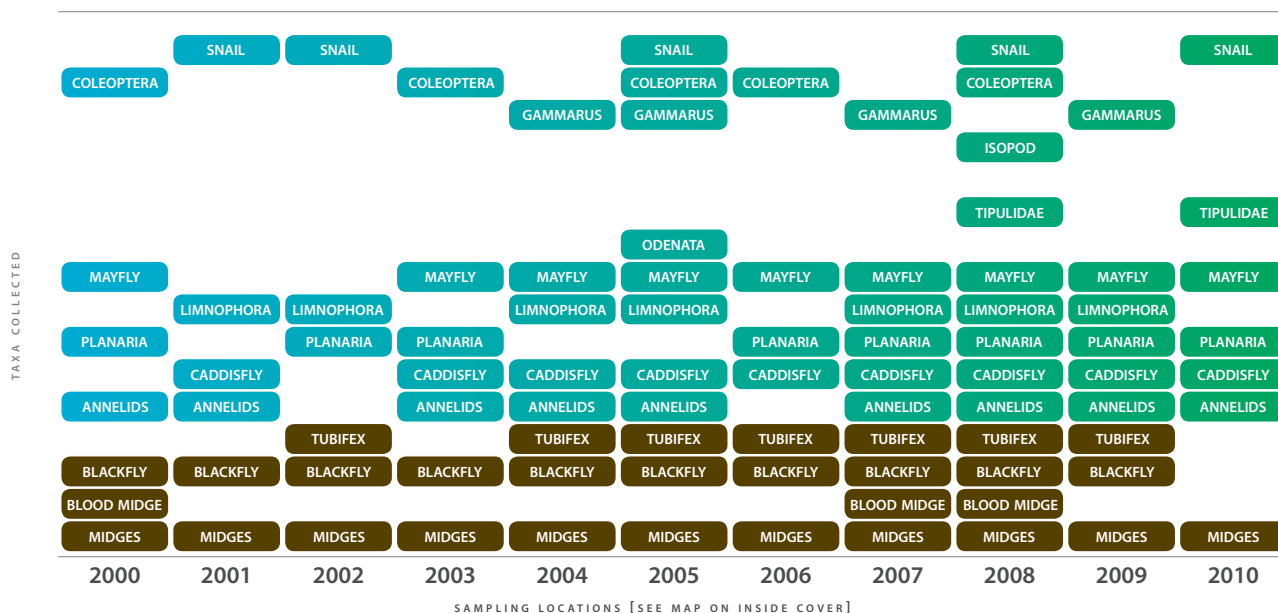 SNAIL SNAIL SNAIL SNAIL SNAIL
COLEOPTERA COLEOPTERA COLEOPTERA COLEOPTERA COLEOPTERA
GAMMARUS GAMMARUS GAMMARUS GAMMARUS
ISOPOD
TIPULIDAE TIPULIDAE
ODENATA
MAYFLY MAYFLY MAYFLY MAYFLY MAYFLY MAYFLY MAYFLY MAYFLY MAYFLY
LIMNOPHORA LIMNOPHORA LIMNOPHORA LIMNOPHORA LIMNOPHORA LIMNOPHORA LIMNOPHORA
PLANARIA PLANARIA PLANARIA PLANARIA PLANARIA PLANARIA PLANARIA PLANARIA
CADDISFLY CADDISFLY CADDISFLY CADDISFLY CADDISFLY CADDISFLY CADDISFLY CADDISFLY CADDISFLY
ANNELIDS ANNELIDS ANNELIDS ANNELIDS ANNELIDS ANNELIDS ANNELIDS ANNELIDS ANNELIDS
TUBIFEX TUBIFEX TUBIFEX TUBIFEX TUBIFEX TUBIFEX TUBIFEX
BLACKFLY BLACKFLY BLACKFLY BLACKFLY BLACKFLY BLACKFLY BLACKFLY BLACKFLY BLACKFLY BLACKFLY
BLOOD MIDGE BLOOD MIDGE BLOOD MIDGE
MIDGES MIDGES MIDGES MIDGES MIDGES MIDGES MIDGES MIDGES MIDGES MIDGES MIDGES
2000 2001 2002 2003 2004 2005 2006 2007 2008 2009 2010
TAXA COLLECTED
SAMPLING LOCATIONS [SEE MAP ON INSIDE COVER]